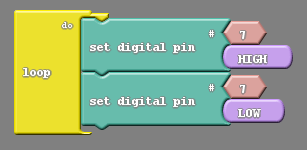 do
set digital pin # 7
HIGH
loop
set digital pin # 7
LOW